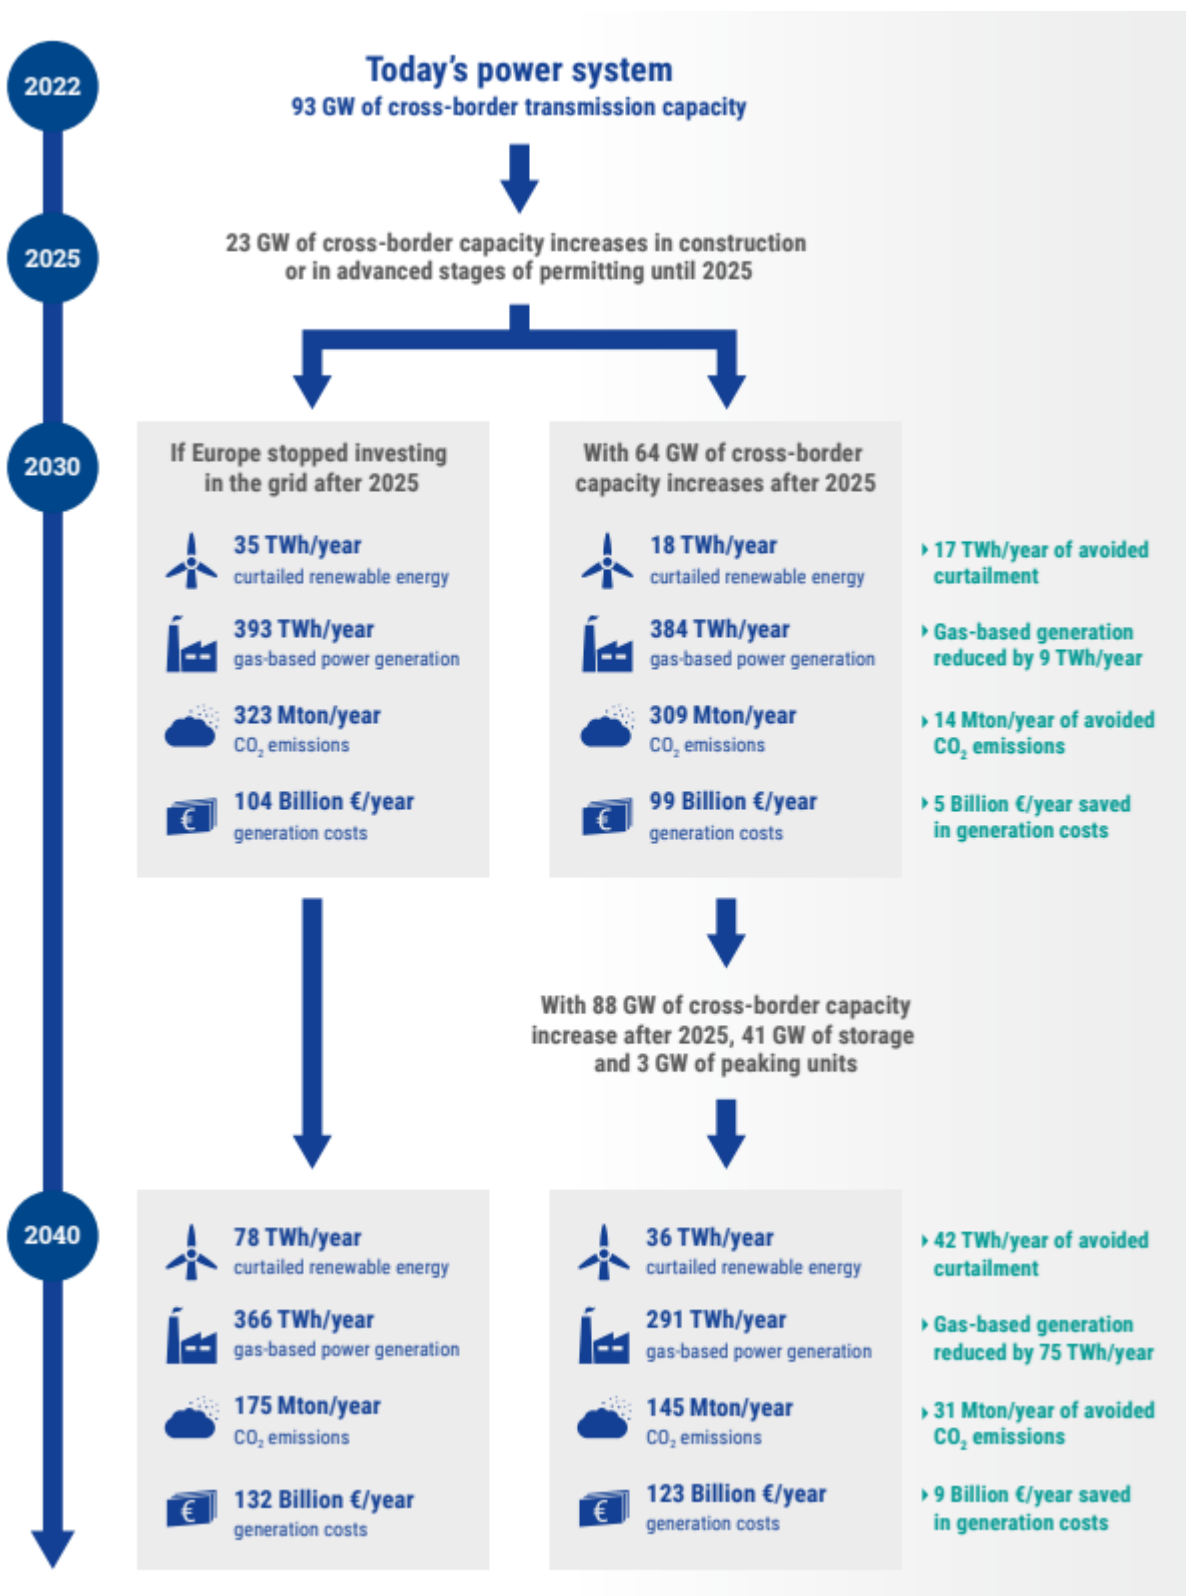 2022
Today's power system
93 GW of cross-border transmission capacity
2025
23 GW of cross-border capacity increases in construction
or in advanced stages of permitting until 2025
2030
If Europe stopped investing
in the grid after 2025
35 TWh/year
curtailed renewable energy
393 TWh/year
gas-based power generation
323 Mton/year
CO₂ emissions
€
104 Billion €/year
generation costs
With 64 GW of cross-border
capacity increases after 2025
18 TWh/year
curtailed renewable energy
384 TWh/year
gas-based power generation
309 Mton/year
CO₂ emissions
€
99 Billion €/year
generation costs
17 TWh/year of avoided
curtailment
Gas-based generation
reduced by 9 TWh/year
14 Mton/year of avoided
CO₂ emissions
5 Billion €/year saved
in generation costs
With 88 GW of cross-border capacity
increase after 2025, 41 GW of storage
and 3 GW of peaking units
2040
78 TWh/year
curtailed renewable energy
366 TWh/year
gas-based power generation
175 Mton/year
CO₂ emissions
€
132 Billion €/year
generation costs
36 TWh/year
curtailed renewable energy
291 TWh/year
gas-based power generation
145 Mton/year
CO₂ emissions
€
123 Billion €/year
generation costs
42 TWh/year of avoided
curtailment
Gas-based generation
reduced by 75 TWh/year
31 Mton/year of avoided
CO₂ emissions
9 Billion €/year saved
in generation costs